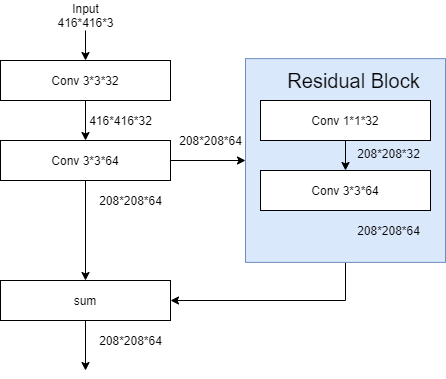 Input
416*416*3
Conv 3*3*32
416*416*32
Conv 3*3*64
208*208*64
208*208*64
Residual Block
Conv 1*1*32
208*208*32
Conv 3*3*64
208*208*64
sum
208*208*64